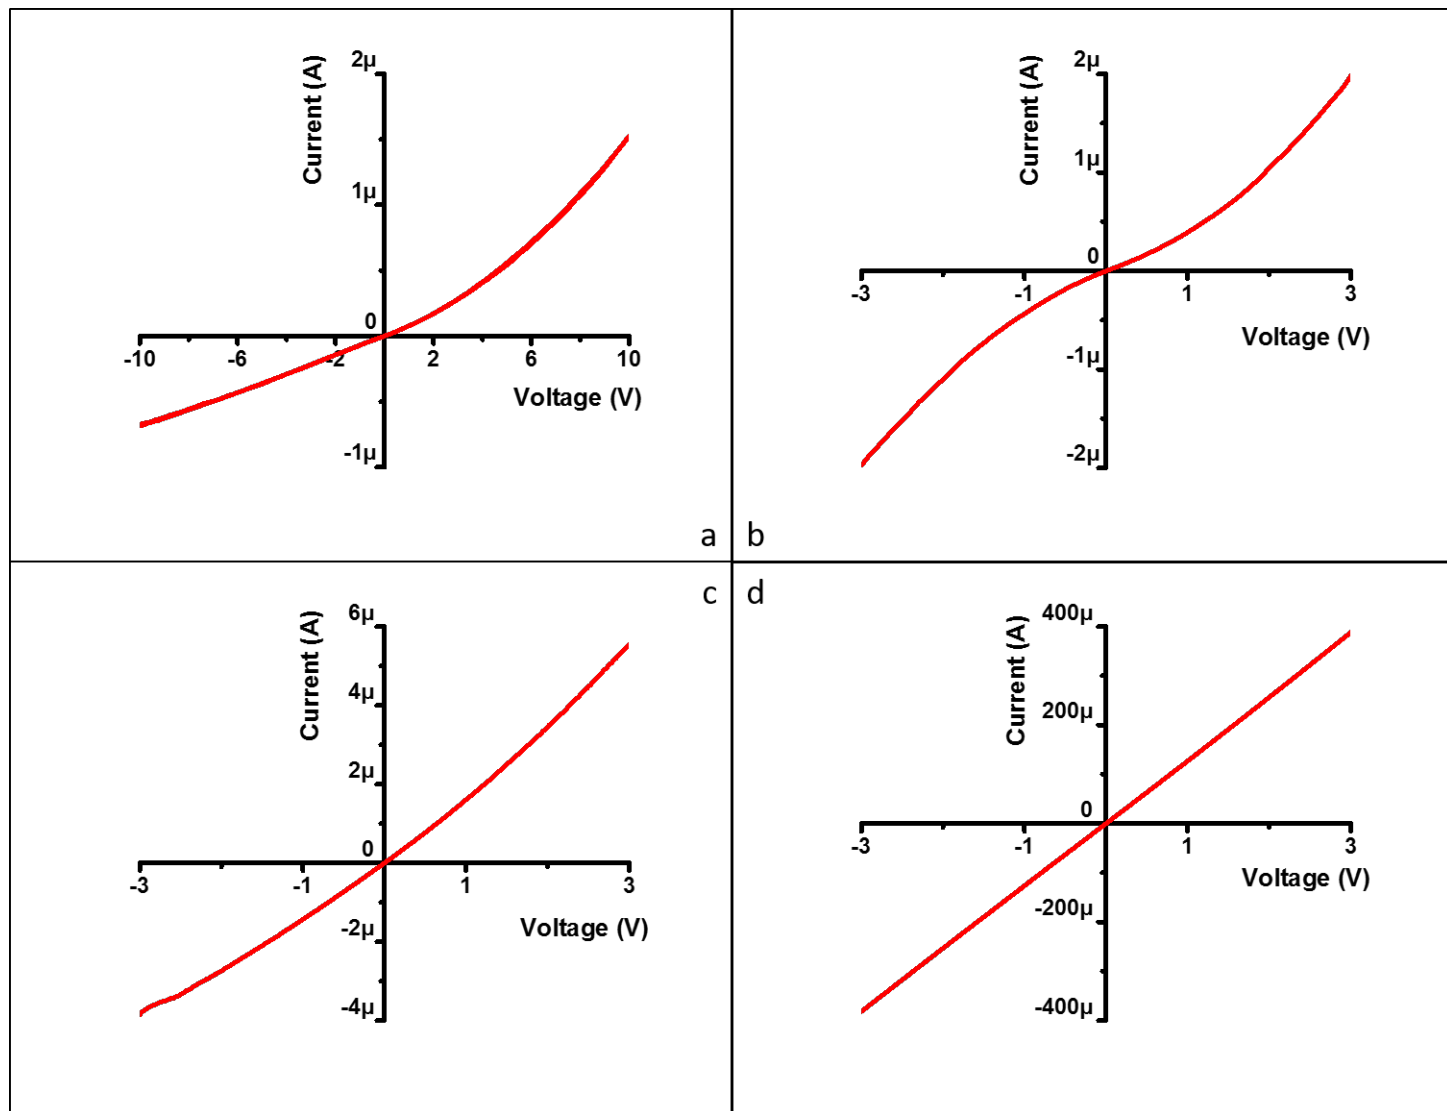 Current (A)
2µ
1µ
0
-10
-6
-2
2
6
10
Voltage (V)
-1µ
a
Current (A)
2µ
1µ
0
-3
-1
1
3
Voltage (V)
-1µ
-2µ
b
c
Current (A)
6µ
4µ
2µ
0
-3
-1
1
3
-2µ
Voltage (V)
-4µ
d
Current (A)
400µ
200µ
0
-3
-1
1
3
Voltage (V)
-200µ
-400µ